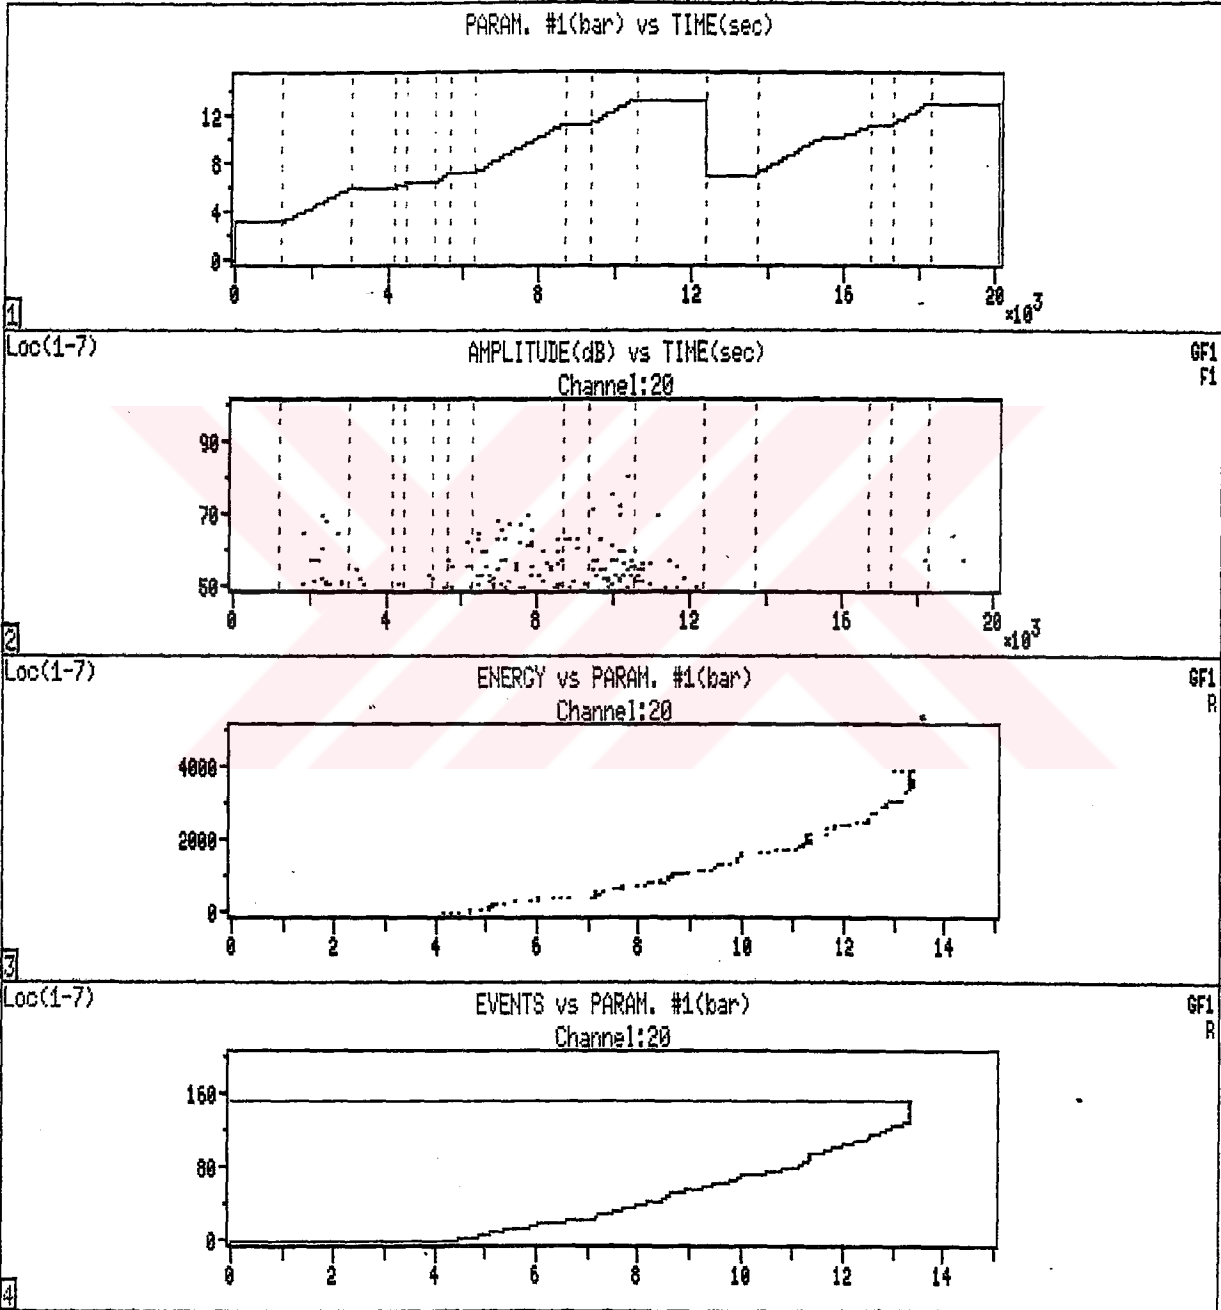 PARAM. #1(bar) vs TIME(sec)
12
8
4
0
0 4 8 12 16 20
×10³
1
Loc(1-7)
AMPLITUDE(dB) vs TIME(sec)
GF1
Channel:20
F1
90
70
50
0 4 8 12 16 20
×10³
2
Loc(1-7)
ENERGY vs PARAM. #1(bar)
GF1
Channel:20
R
4000
2000
0
0 2 4 6 8 10 12 14
3
Loc(1-7)
EVENTS vs PARAM. #1(bar)
GF1
Channel:20
R
160
80
0
0 2 4 6 8 10 12 14
4